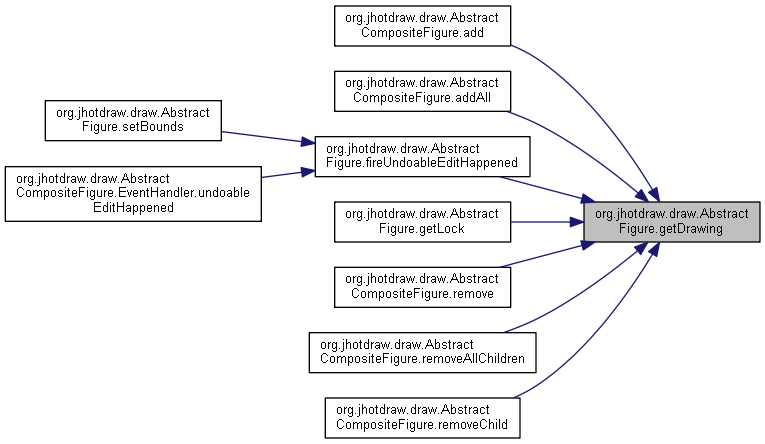 org.jhotdraw.draw.Abstract
CompositeFigure.add
org.jhotdraw.draw.Abstract
CompositeFigure.addAll
org.jhotdraw.draw.Abstract
Figure.setBounds
org.jhotdraw.draw.Abstract
Figure.fireUndoableEditHappened
org.jhotdraw.draw.Abstract
CompositeFigure.EventHandler.undoable
EditHappened
org.jhotdraw.draw.Abstract
Figure.getLock
org.jhotdraw.draw.Abstract
Figure.getDrawing
org.jhotdraw.draw.Abstract
CompositeFigure.remove
org.jhotdraw.draw.Abstract
CompositeFigure.removeAllChildren
org.jhotdraw.draw.Abstract
CompositeFigure.removeChild